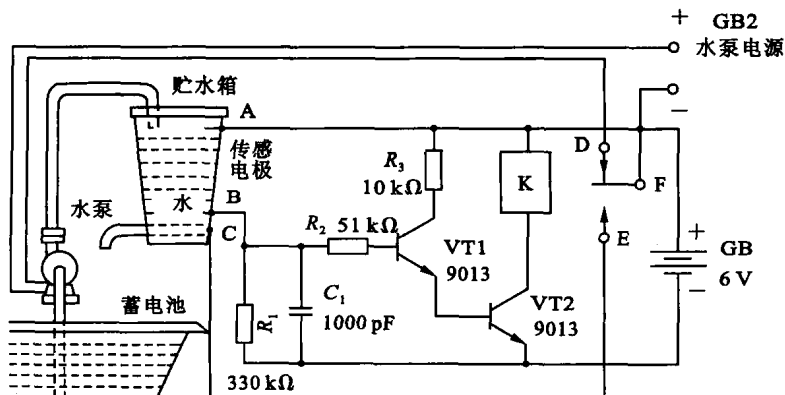 +
GB2
水泵电源
−
贮水箱
A
传感
电极
水泵
水
B
C
R₃
10 kΩ
K
D
F
E
R₂ 51 kΩ
VT1
9013
+
GB
6 V
−
蓄电池
R₁
C₁
1000 pF
VT2
9013
330 kΩ